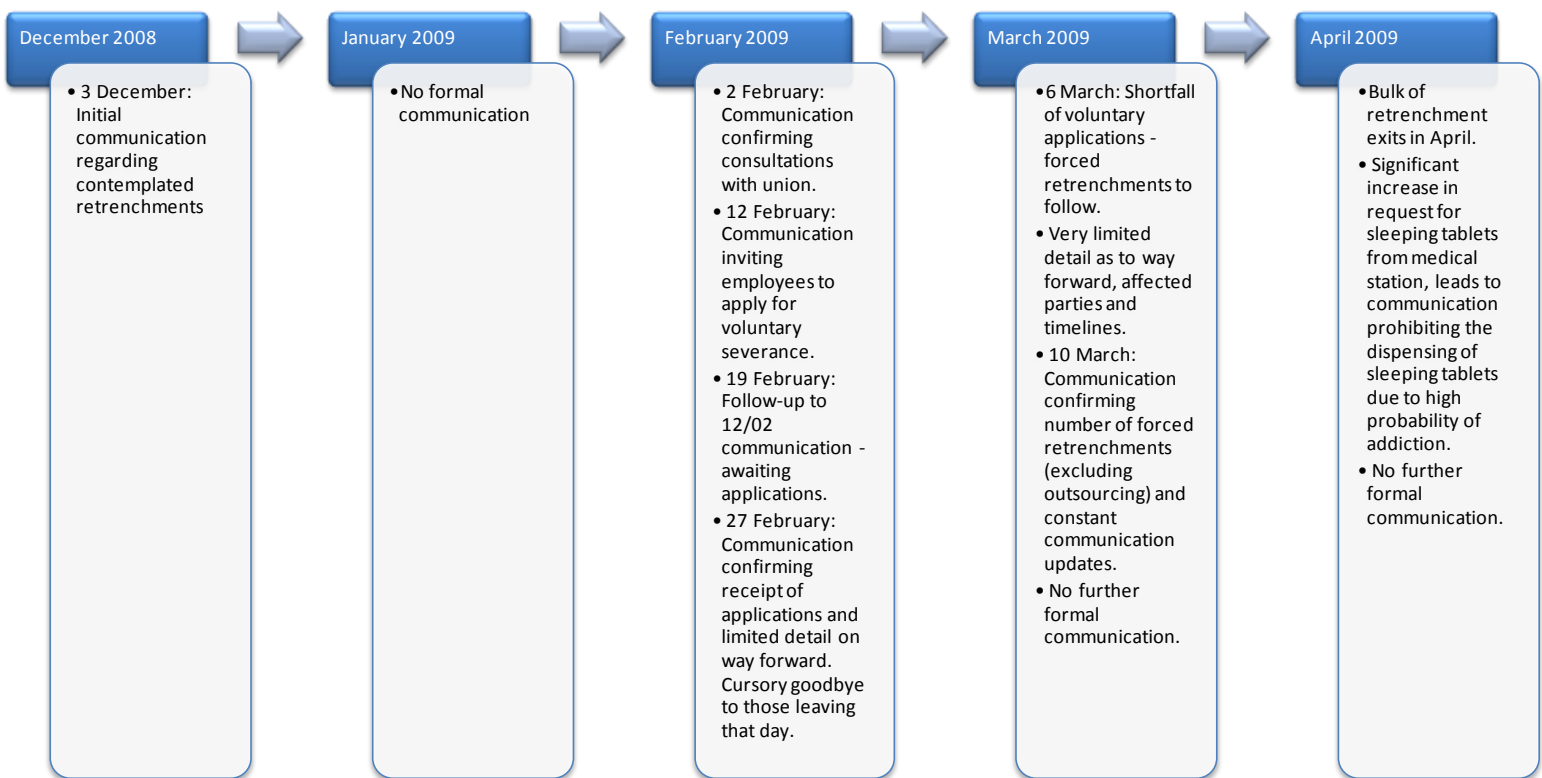 December 2008
• 3 December:
Initial
communication
regarding
contemplated
retrenchments
January 2009
•No formal
communication
February 2009
• 2 February:
Communication
confirming
consultations
with union.
• 12 February:
Communication
inviting
employees to
apply for
voluntary
severance.
• 19 February:
Follow-up to
12/02
communication -
awaiting
applications.
• 27 February:
Communication
confirming
receipt of
applications and
limited detail on
way forward.
Cursory goodbye
to those leaving
that day.
March 2009
•6 March: Shortfall
of voluntary
applications -
forced
retrenchments to
follow.
• Very limited
detail as to way
forward, affected
parties and
timelines.
• 10 March:
Communication
confirming
number of forced
retrenchments
(excluding
outsourcing) and
constant
communication
updates.
• No further
formal
communication.
April 2009
•Bulk of
retrenchment
exits in April.
• Significant
increase in
request for
sleeping tablets
from medical
station, leads to
communication
prohibiting the
dispensing of
sleeping tablets
due to high
probability of
addiction.
• No further
formal
communication.